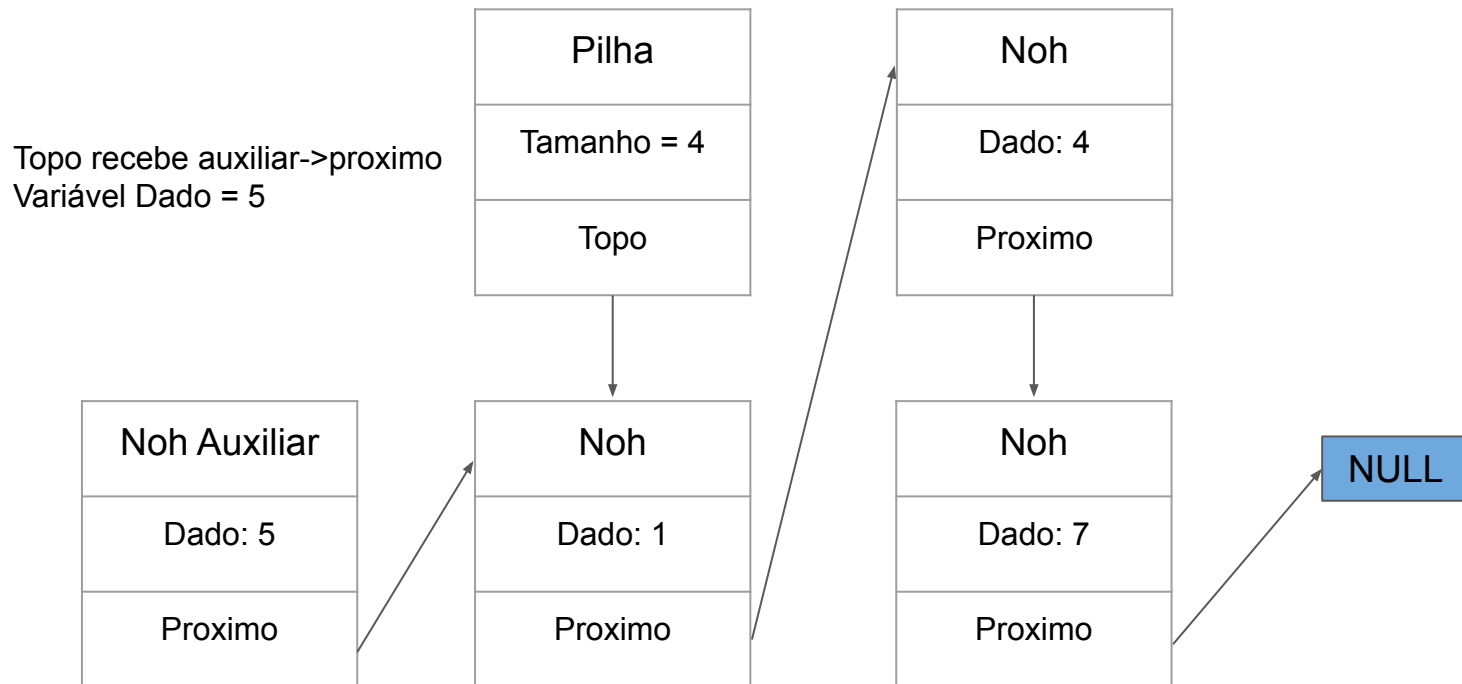 Topo recebe auxiliar->proximo
Variável Dado = 5
Pilha
Tamanho = 4
Topo
Noh
Dado: 4
Proximo
Noh Auxiliar
Dado: 5
Proximo
Noh
Dado: 1
Proximo
Noh
Dado: 7
Proximo
NULL